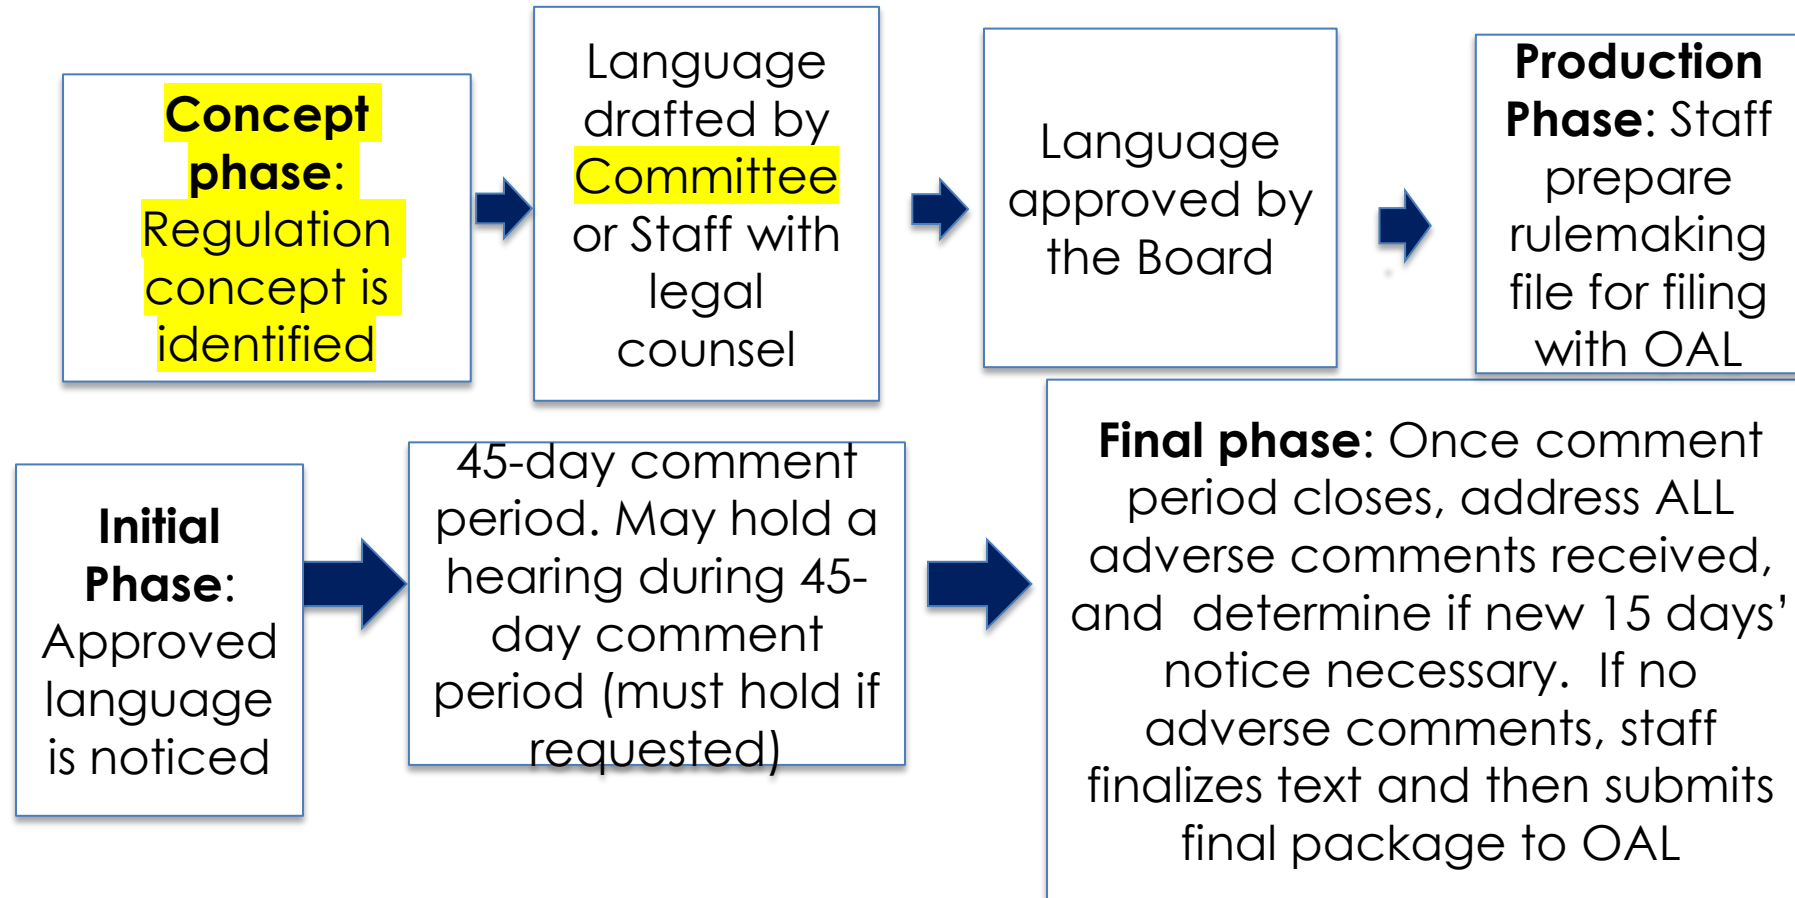 Concept
phase:
Regulation
concept is
identified
Language
drafted by
Committee
or Staff with
legal
counsel
Language
approved by
the Board
Production
Phase: Staff
prepare
rulemaking
file for filing
with OAL
Initial
Phase:
Approved
language
is noticed
45-day comment
period. May hold a
hearing during 45-
day comment
period (must hold if
requested)
Final phase: Once comment
period closes, address ALL
adverse comments received,
and  determine if new 15 days’
notice necessary.  If no
adverse comments, staff
finalizes text and then submits
final package to OAL